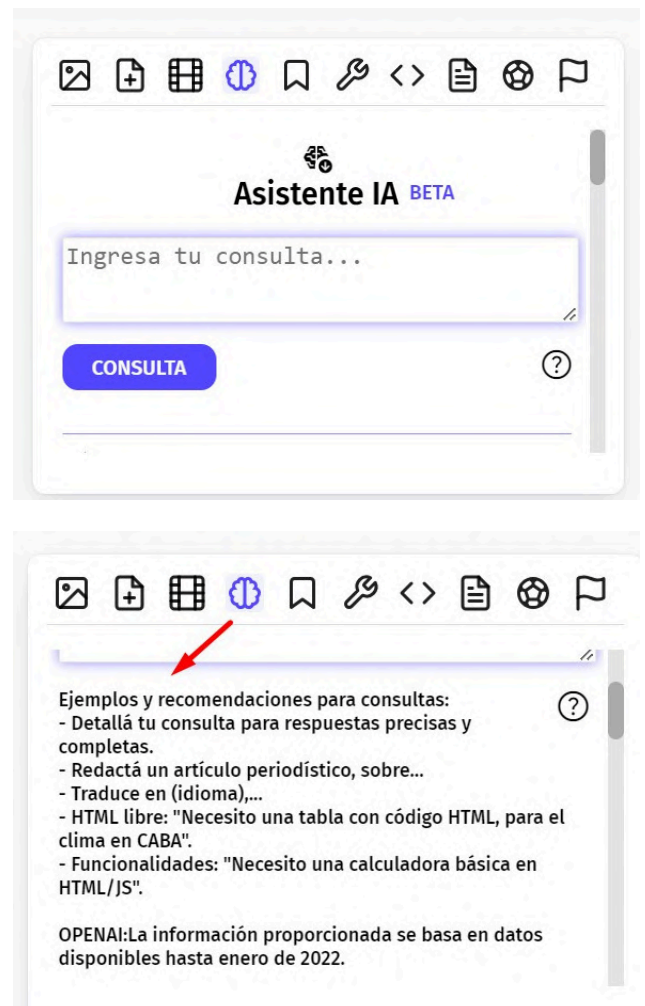 Asistente IA BETA
Ingresa tu consulta...
CONSULTA
?
Ejemplos y recomendaciones para consultas:
?
- Detallá tu consulta para respuestas precisas y
completas.
- Redactá un artículo periodístico, sobre...
- Traduce en (idioma),...
- HTML libre: "Necesito una tabla con código HTML, para el
clima en CABA".
- Funcionalidades: "Necesito una calculadora básica en
HTML/JS".
OPENAI:La información proporcionada se basa en datos
disponibles hasta enero de 2022.